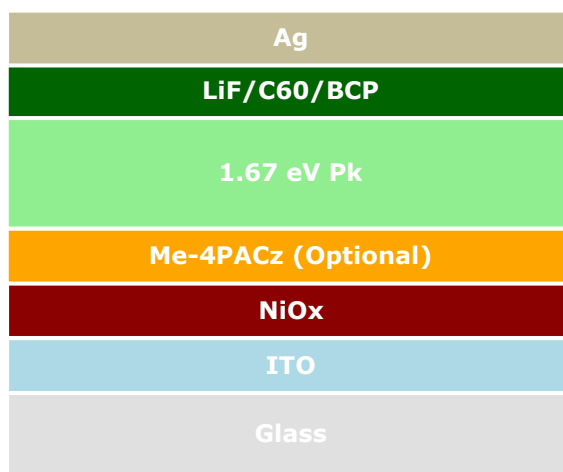 Ag
LiF/C60/BCP
1.67 eV Pk
Me-4PACz (Optional)
NiOx
ITO
Glass